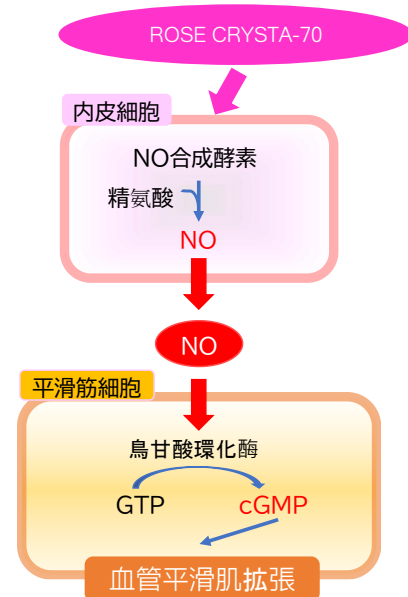 ROSE CRYSTA-70
内皮細胞
NO合成酵素
精氨酸
NO
NO
平滑筋細胞
鳥甘酸環化酶
GTP
cGMP
血管平滑肌拡張